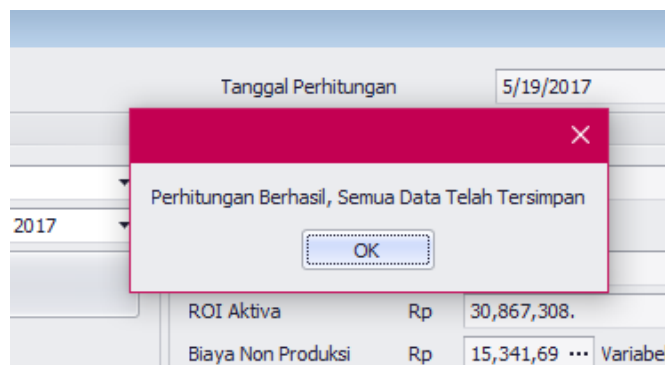 Tanggal Perhitungan 5/19/2017
Perhitungan Berhasil, Semua Data Telah Tersimpan
2017
OK
ROI Aktiva Rp 30,867,308.
Biaya Non Produksi Rp 15,341,69 ···